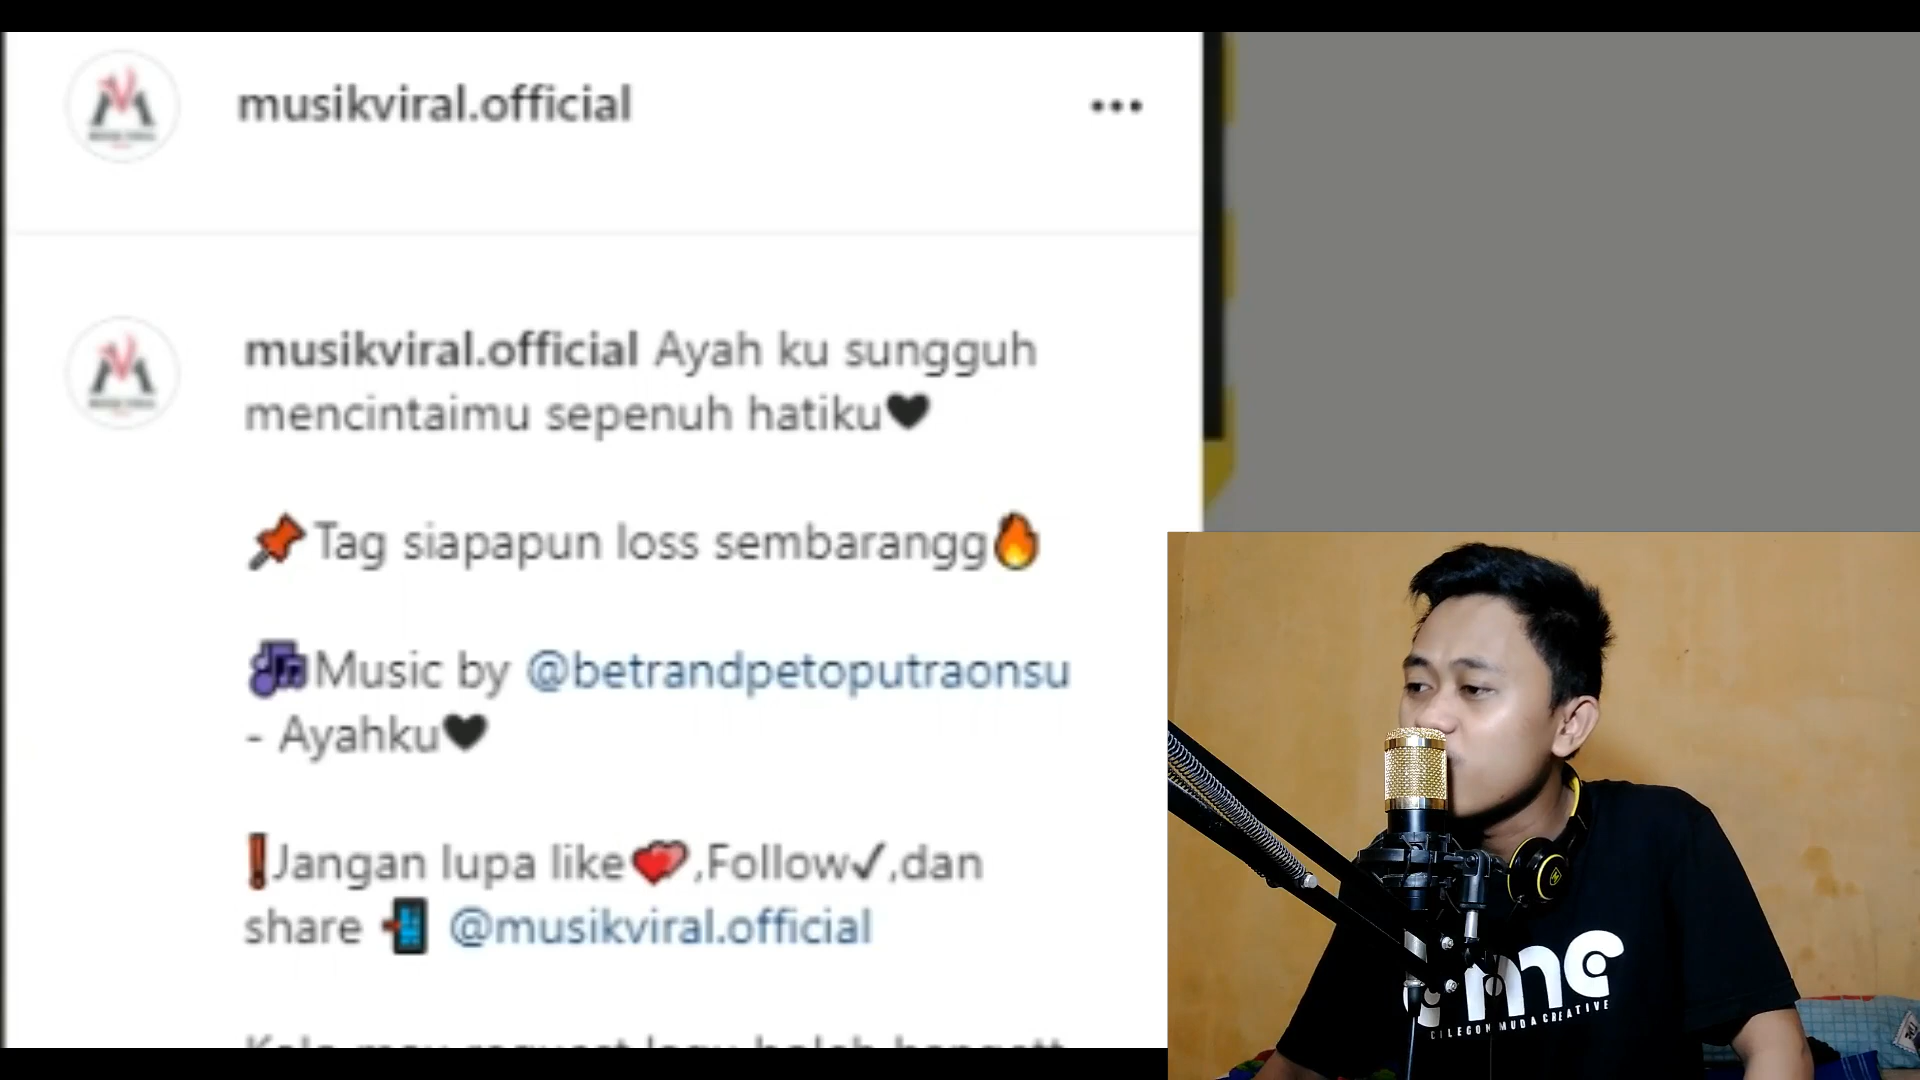 musikviral.official
musikviral.official Ayah ku sungguh
mencintaimu sepenuh hatiku🖤
📌Tag siapapun loss sembarangg🔥
🎶Music by @betrandpetoputraonsu
- Ayahku🖤
❗Jangan lupa like💕,Follow✓,dan
share 📲 @musikviral.official
cmc
CILEGON MUDA CREATIVE